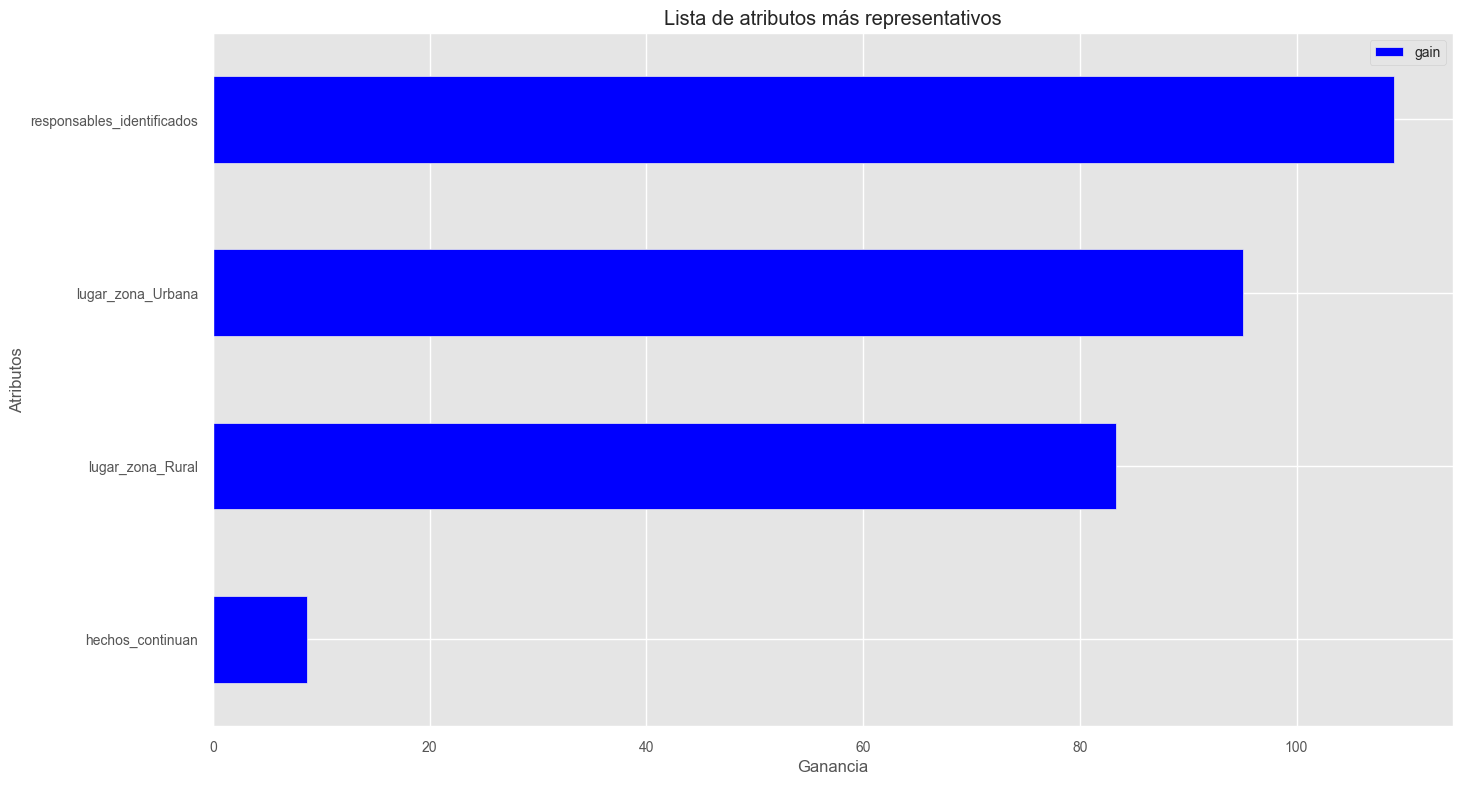 Lista de atributos más representativos
gain
responsables_identificados
lugar_zona_Urbana
lugar_zona_Rural
hechos_continuan
Atributos
0 20 40 60 80 100
Ganancia